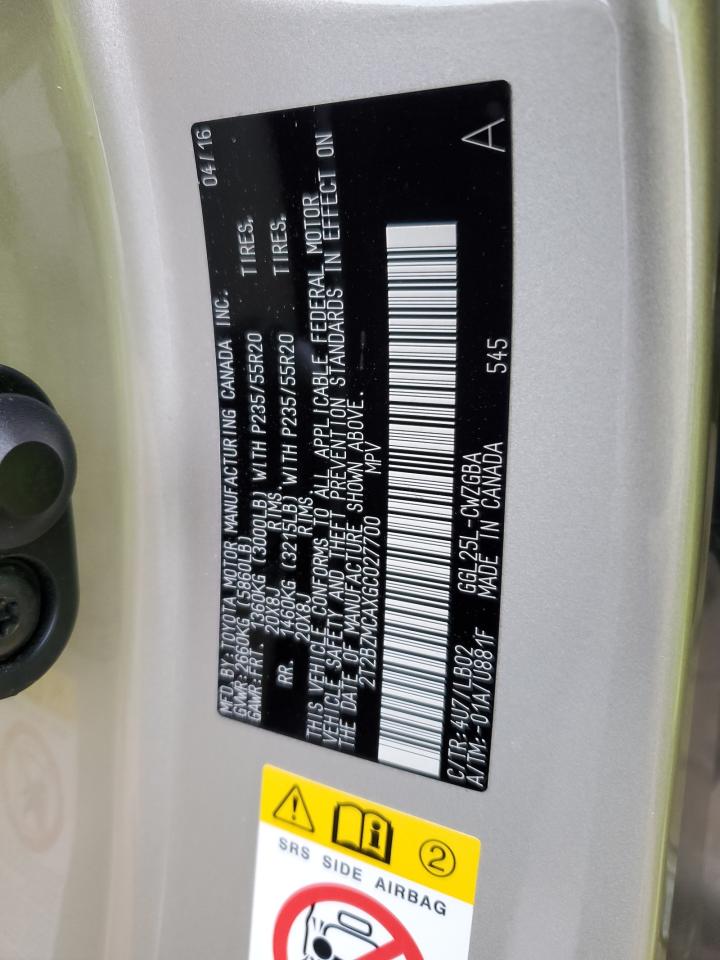 MFD. BY:TOYOTA MOTOR MANUFACTURING CANADA INC. 04/16
GVWR:2660KG (5860LB)
GAWR:FRT. 1360KG (3000LB) WITH P235/55R20 TIRES,
20X8J RIMS,
RR. 1460KG (3215LB) WITH P235/55R20 TIRES,
20X8J RIMS,
THIS VEHICLE CONFORMS TO ALL APPLICABLE FEDERAL MOTOR
VEHICLE SAFETY AND THEFT PREVENTION STANDARDS IN EFFECT ON
THE DATE OF MANUFACTURE SHOWN ABOVE.
2T2BZMCAXGC027700 MPV
C/TR:4U7/LB02 GGL25L-CWZGBA
A/TM:-01A/U881F MADE IN CANADA 545
A
2
SRS SIDE AIRBAG